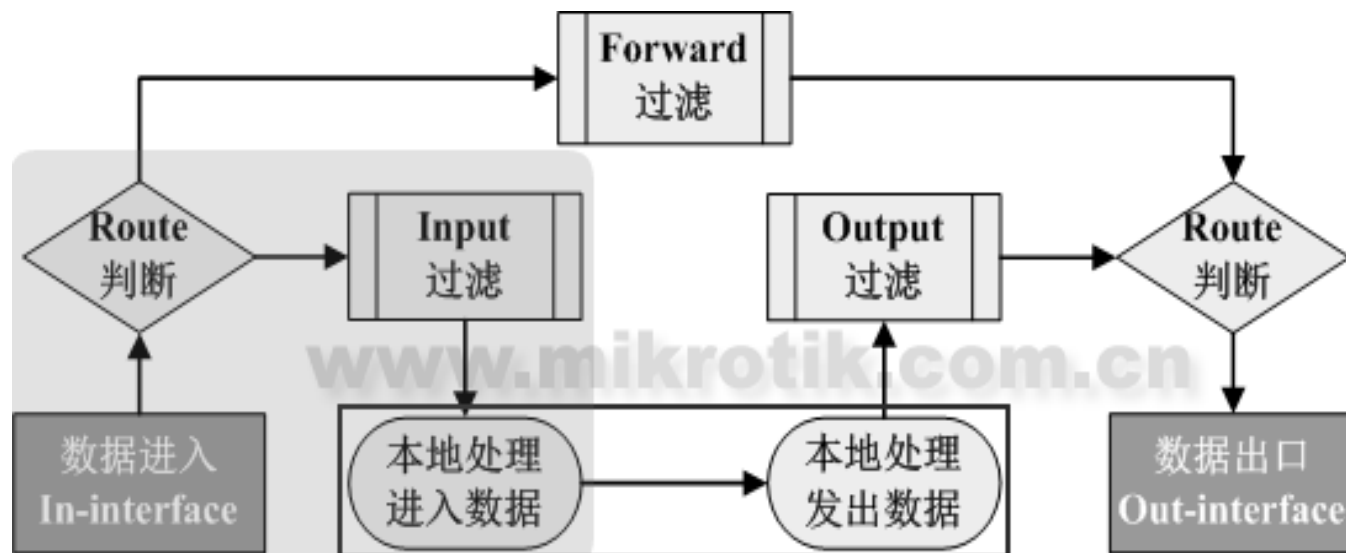 Forward
过滤
Route
判断
Input
过滤
Output
过滤
Route
判断
www.mikrotik.com.cn
数据进入
In-interface
本地处理
进入数据
本地处理
发出数据
数据出口
Out-interface